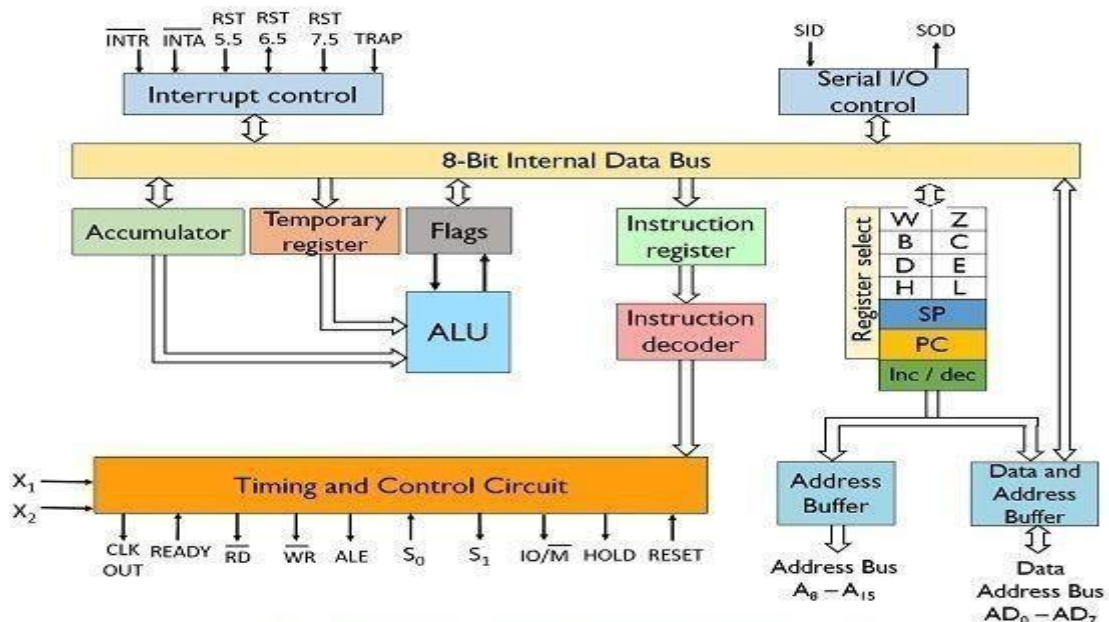 RST RST RST
INTR INTA 5.5 6.5 7.5 TRAP
SID SOD
Interrupt control
Serial I/O
control
8-Bit Internal Data Bus
Accumulator
Temporary
register
Flags
Instruction
register
Register select
W Z
B C
D E
H L
SP
PC
Inc / dec
ALU
Instruction
decoder
X₁
X₂
Timing and Control Circuit
Address
Buffer
Data and
Address
Buffer
CLK
OUT
READY RD WR ALE S₀ S₁ IO/M HOLD RESET
Address Bus
A₈ – A₁₅
Data
Address Bus
AD₀ – AD₇